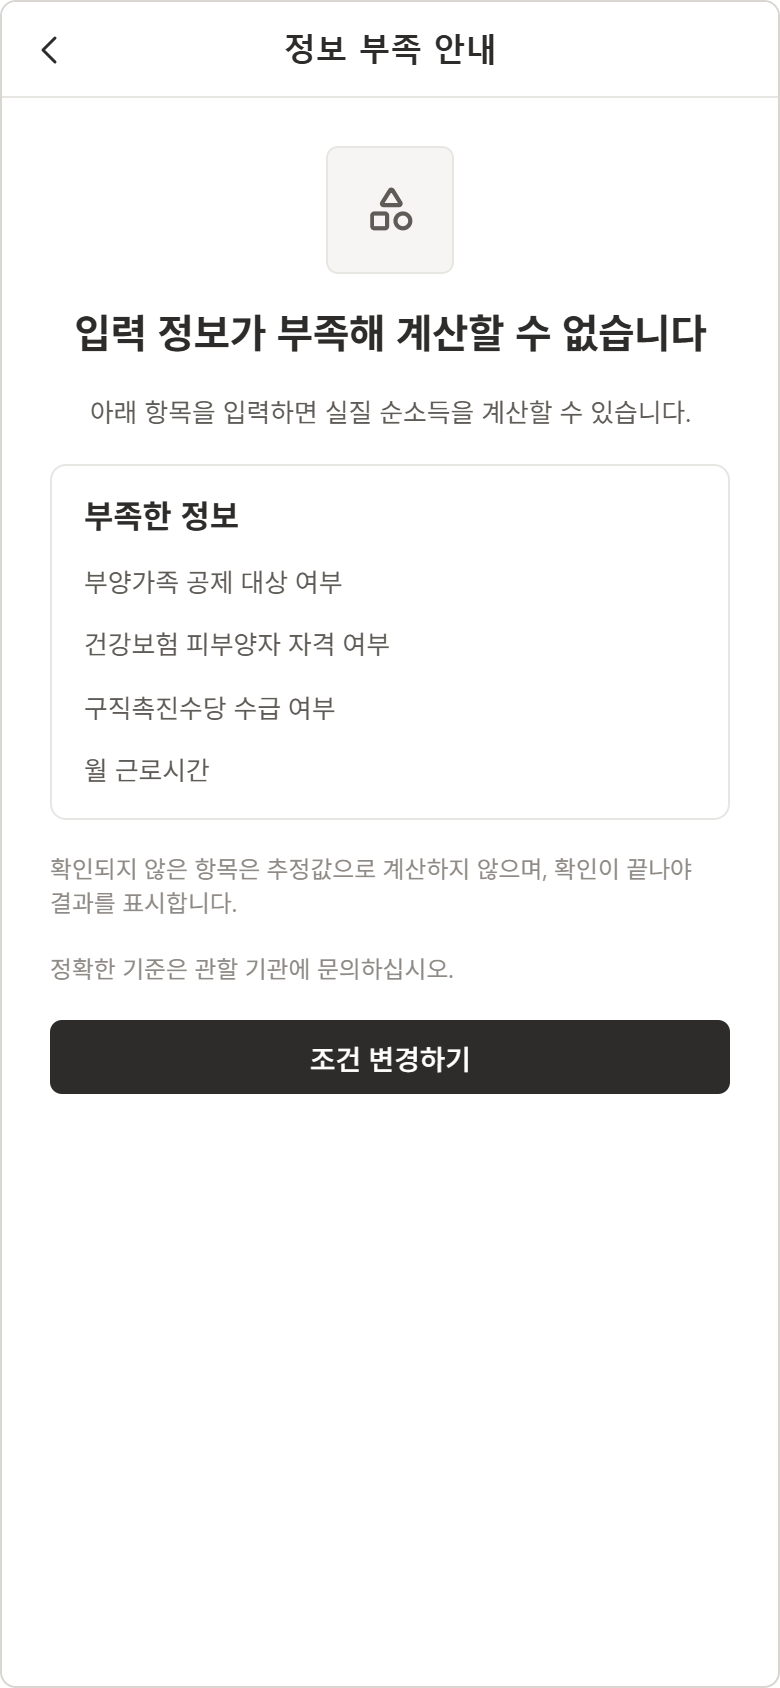 정보 부족 안내
입력 정보가 부족해 계산할 수 없습니다
아래 항목을 입력하면 실질 순소득을 계산할 수 있습니다.
부족한 정보
부양가족 공제 대상 여부
건강보험 피부양자 자격 여부
구직촉진수당 수급 여부
월 근로시간
확인되지 않은 항목은 추정값으로 계산하지 않으며, 확인이 끝나야
결과를 표시합니다.
정확한 기준은 관할 기관에 문의하십시오.
조건 변경하기